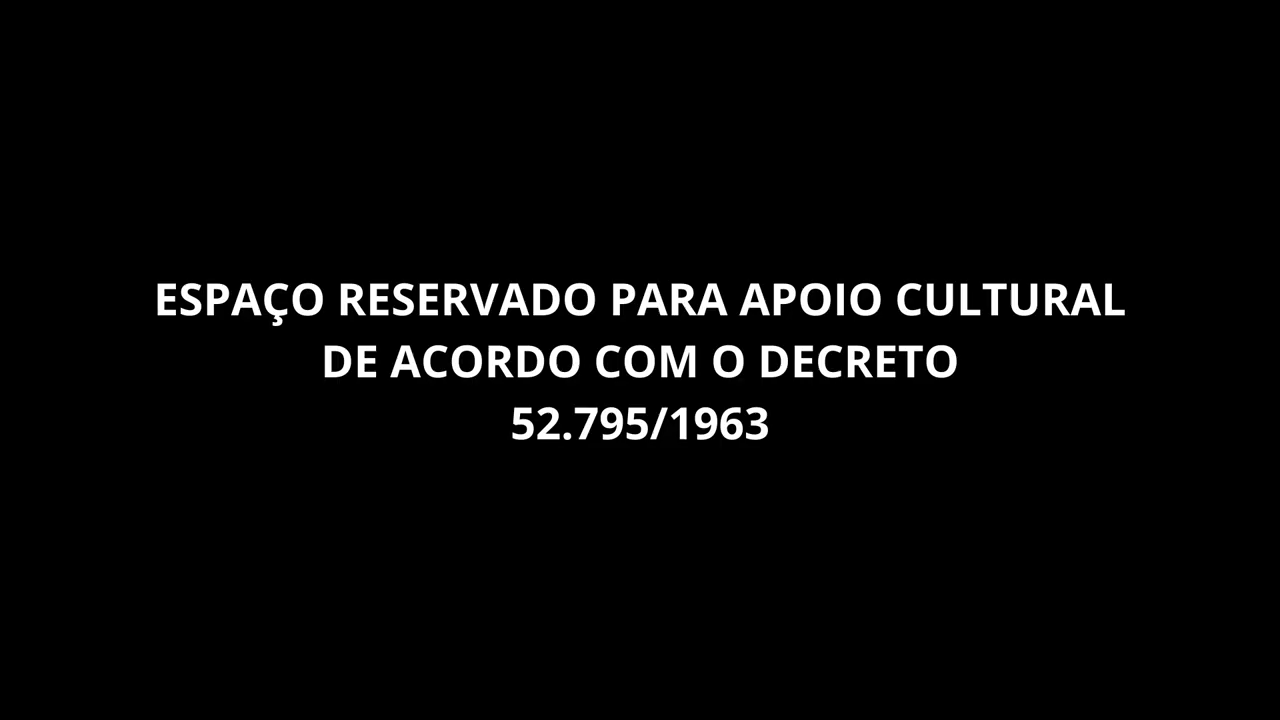 ESPAÇO RESERVADO PARA APOIO CULTURAL
DE ACORDO COM O DECRETO
52.795/1963